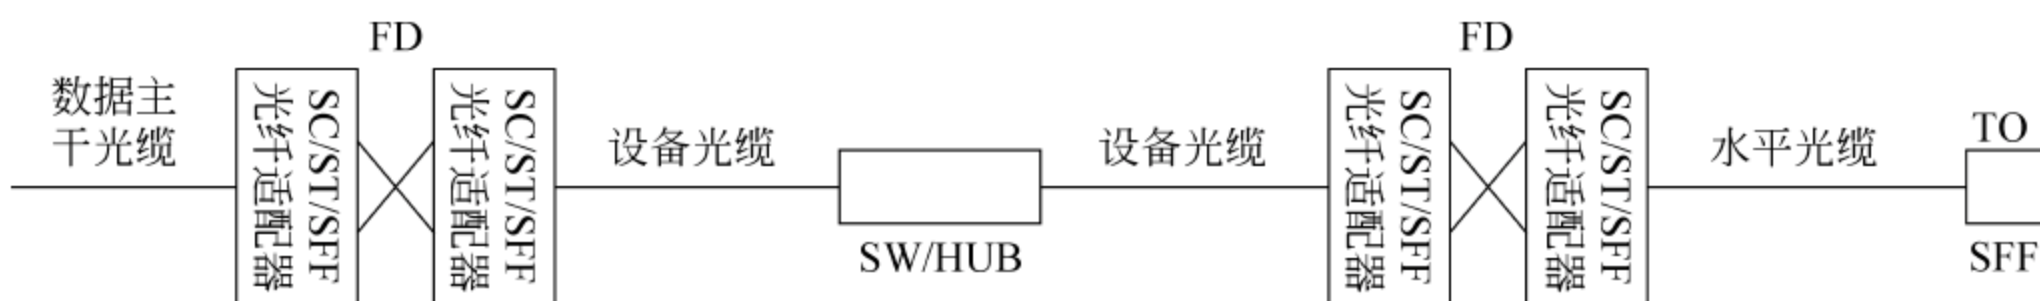 FD
FD
数据主
干光缆
SC/ST/SFF
光纤适配器
SC/ST/SFF
光纤适配器
设备光缆
SW/HUB
设备光缆
SC/ST/SFF
光纤适配器
SC/ST/SFF
光纤适配器
水平光缆
TO
SFF